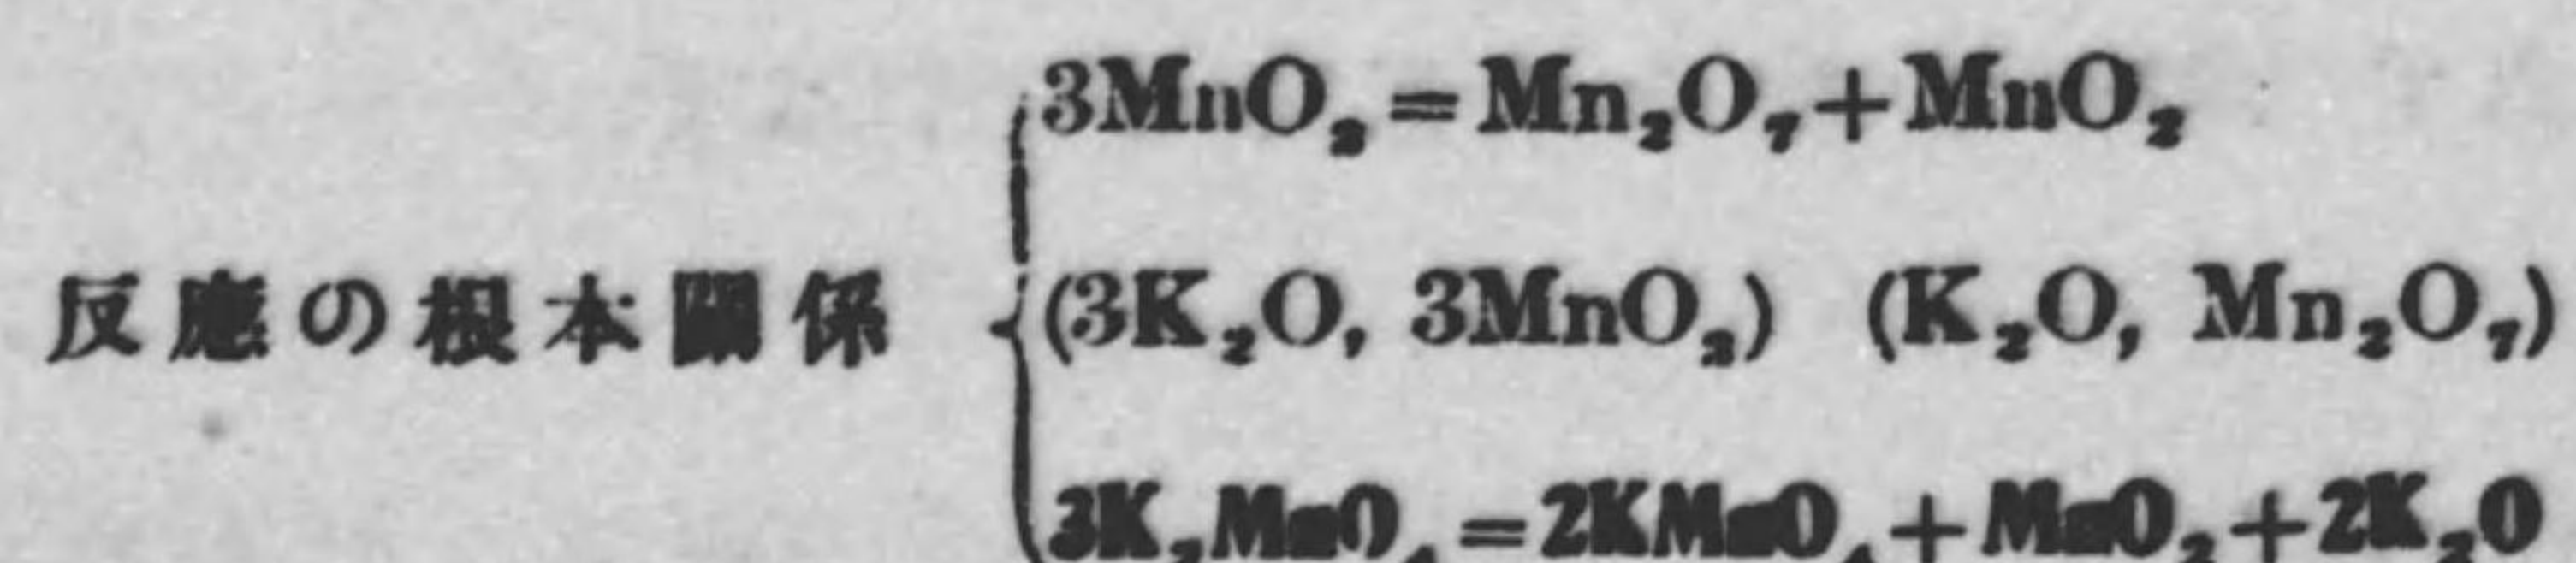 3MnO₃=Mn₂O₇+MnO₂
反應の根本關係 (3K₂O, 3MnO₃) (K₂O, Mn₂O₇)
3K₂MnO₄=2KMnO₄+MnO₂+2K₂O